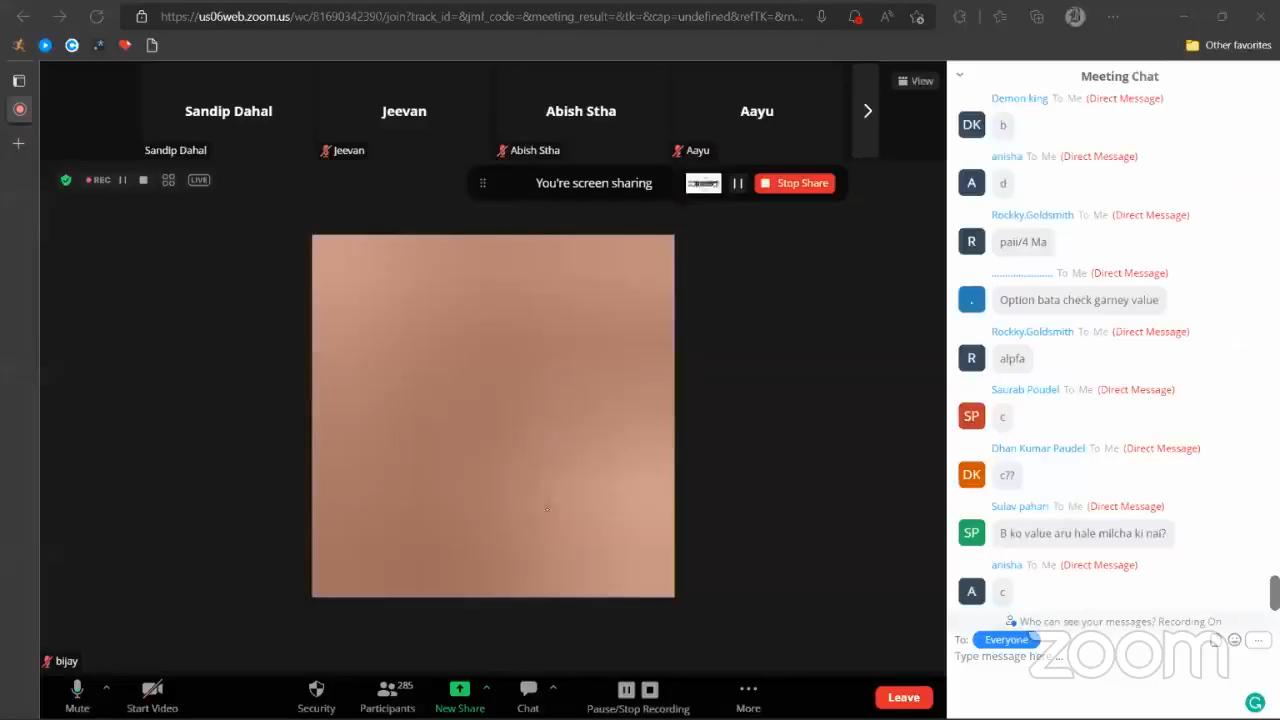 https://us06web.zoom.us/wc/81690342390/join?track_id=&jmf_code=&meeting_result=&tk=&cap=undefined&refTK=&rn...
Other favorites
Sandip Dahal
Jeevan
Abish Stha
Aayu
View
Sandip Dahal
Jeevan
Abish Stha
Aayu
REC
LIVE
You're screen sharing
Stop Share
bijay
Mute
Start Video
Security
285
Participants
New Share
Chat
Pause/Stop Recording
More
Leave
Meeting Chat
Demon king To Me (Direct Message)
DK b
anisha To Me (Direct Message)
A d
Rockky.Goldsmith To Me (Direct Message)
R paii/4 Ma
...................... To Me (Direct Message)
. Option bata check garney value
Rockky.Goldsmith To Me (Direct Message)
R alpfa
Saurab Poudel To Me (Direct Message)
SP c
Dhan Kumar Paudel To Me (Direct Message)
DK c??
Sulav pahari To Me (Direct Message)
SP B ko value aru hale milcha ki nai?
anisha To Me (Direct Message)
A c
Who can see your messages? Recording On
To: Everyone
Type message here ...
zoom